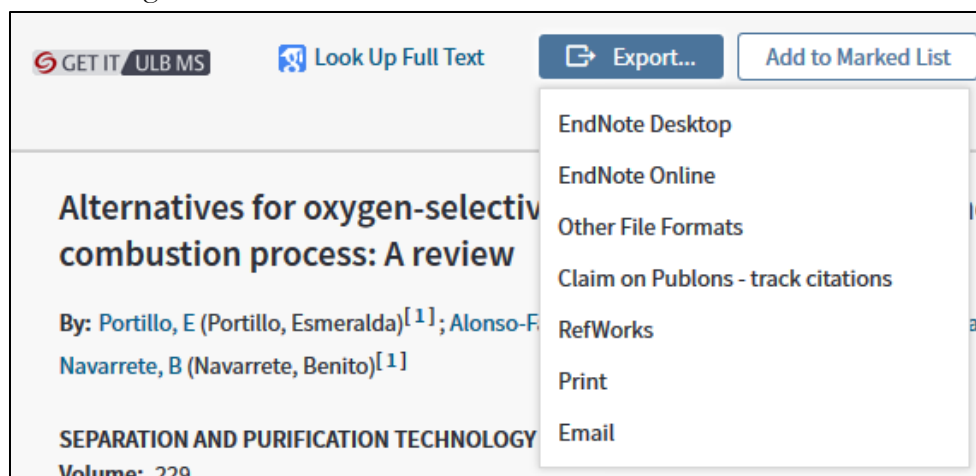 GET IT ULB MS Look Up Full Text Export... Add to Marked List
EndNote Desktop
EndNote Online
Other File Formats
Claim on Publons - track citations
RefWorks
Print
Email
Alternatives for oxygen-selectiv
combustion process: A review
By: Portillo, E (Portillo, Esmeralda)[1]; Alonso-F
Navarrete, B (Navarrete, Benito)[1]
SEPARATION AND PURIFICATION TECHNOLOGY
Volume: 229